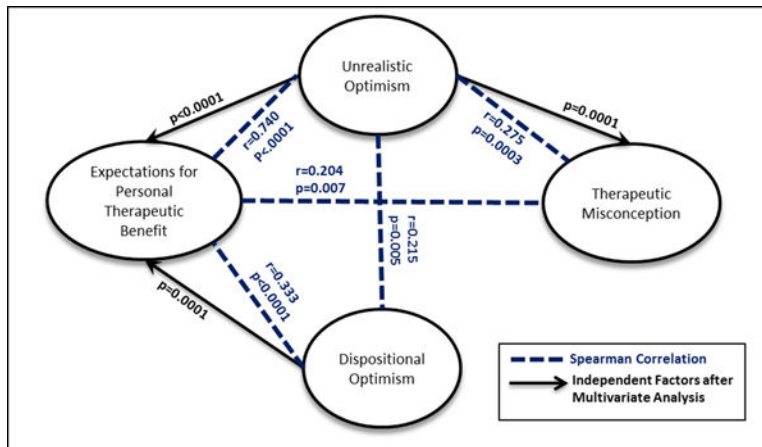 Unrealistic
Optimism
p<0.0001
r=0.740
P<.0001
p=0.0001
r=0.275
p=0.0003
Expectations for
Personal
Therapeutic
Benefit
r=0.204
p=0.007
Therapeutic
Misconception
r=0.215
p=0.005
r=0.333
p<0.0001
p=0.0001
Dispositional
Optimism
Spearman Correlation
Independent Factors after
Multivariate Analysis